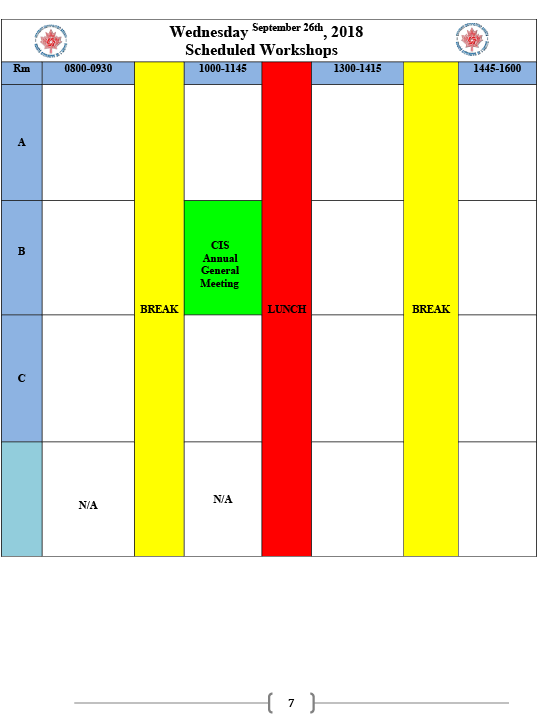 Wednesday September 26th, 2018
Scheduled Workshops
Rm 0800-0930 1000-1145 1300-1415 1445-1600
A
B
CIS
Annual
General
Meeting
BREAK LUNCH BREAK
C
N/A N/A
7